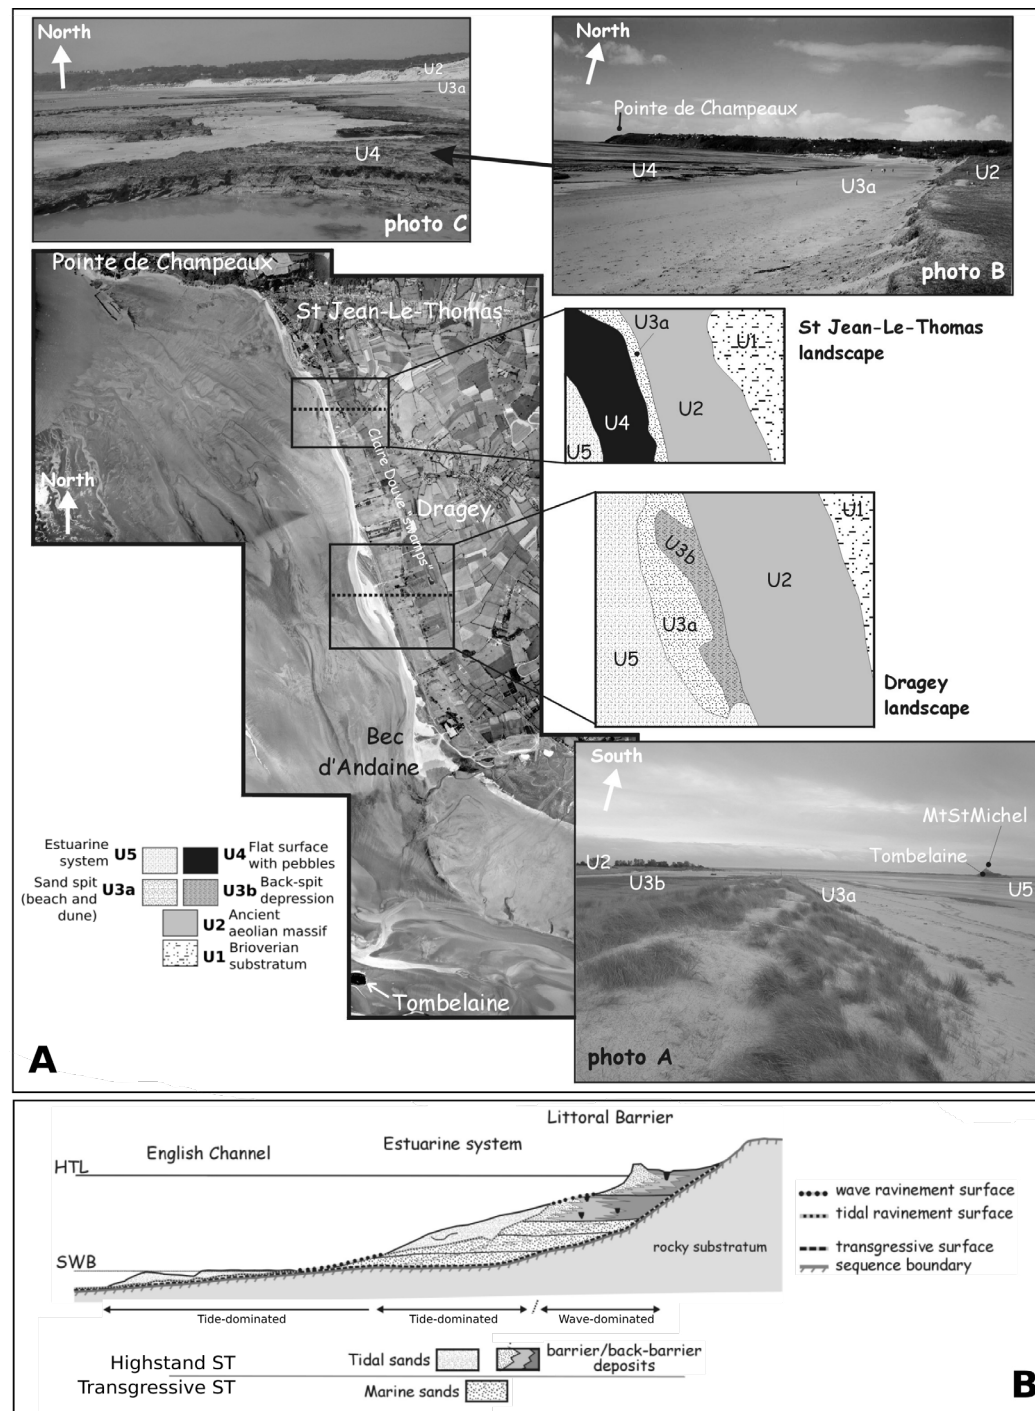 North
U2
U3a
U4
photo C
North
Pointe de Champeaux
U4
U3a
U2
photo B
Pointe de Champeaux
St Jean-Le-Thomas
Claire Douve "swamps"
Dragey
North
Bec
d'Andaine
Tombelaine
U3a
U1
U2
U4
U5
St Jean-Le-Thomas
landscape
U1
U3b
U2
U3a
U5
Dragey
landscape
South
MtStMichel
Tombelaine
U2
U3b
U3a
U5
photo A
Estuarine
system
U5
U4
Flat surface
with pebbles
Sand spit
(beach and
dune)
U3a
U3b
Back-spit
depression
U2
Ancient
aeolian massif
U1
Brioverian
substratum
A
Littoral Barrier
English Channel
Estuarine system
HTL
SWB
rocky substratum
wave ravinement surface
tidal ravinement surface
transgressive surface
sequence boundary
Tide-dominated
Tide-dominated
/
Wave-dominated
Highstand ST
Tidal sands
barrier/back-barrier
deposits
Transgressive ST
Marine sands
B